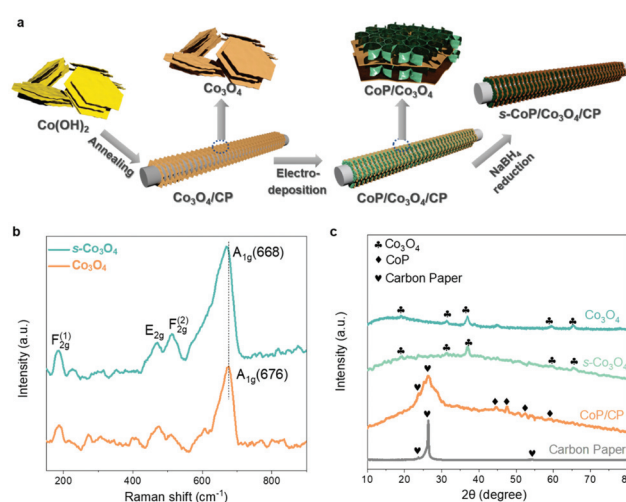 a
Co(OH)₂
Annealing
Co₃O₄
Co₃O₄/CP
Electro-
deposition
CoP/Co₃O₄
CoP/Co₃O₄/CP
NaBH₄
reduction
s-CoP/Co₃O₄/CP
b
s-Co₃O₄
Co₃O₄
A₁g(668)
F₂g⁽¹⁾
E₂g
F₂g⁽²⁾
A₁g(676)
Intensity (a.u.)
200 400 600 800
Raman shift (cm⁻¹)
c
♣ Co₃O₄
♦ CoP
♥ Carbon Paper
Co₃O₄
s-Co₃O₄
CoP/CP
Carbon Paper
Intensity (a.u.)
10 20 30 40 50 60 70 80
2θ (degree)